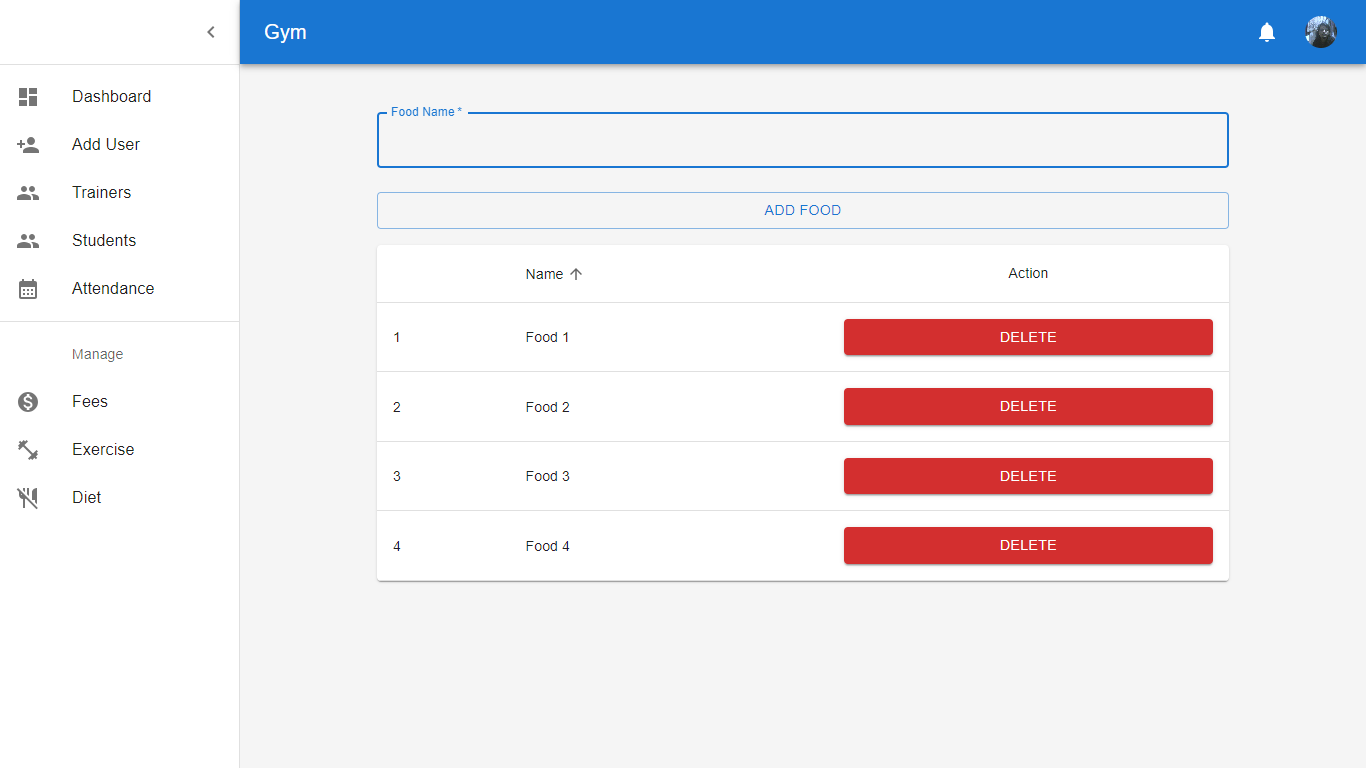 Gym
Dashboard
Add User
Trainers
Students
Attendance
Manage
Fees
Exercise
Diet
Food Name *
ADD FOOD
Name Action
1 Food 1 DELETE
2 Food 2 DELETE
3 Food 3 DELETE
4 Food 4 DELETE